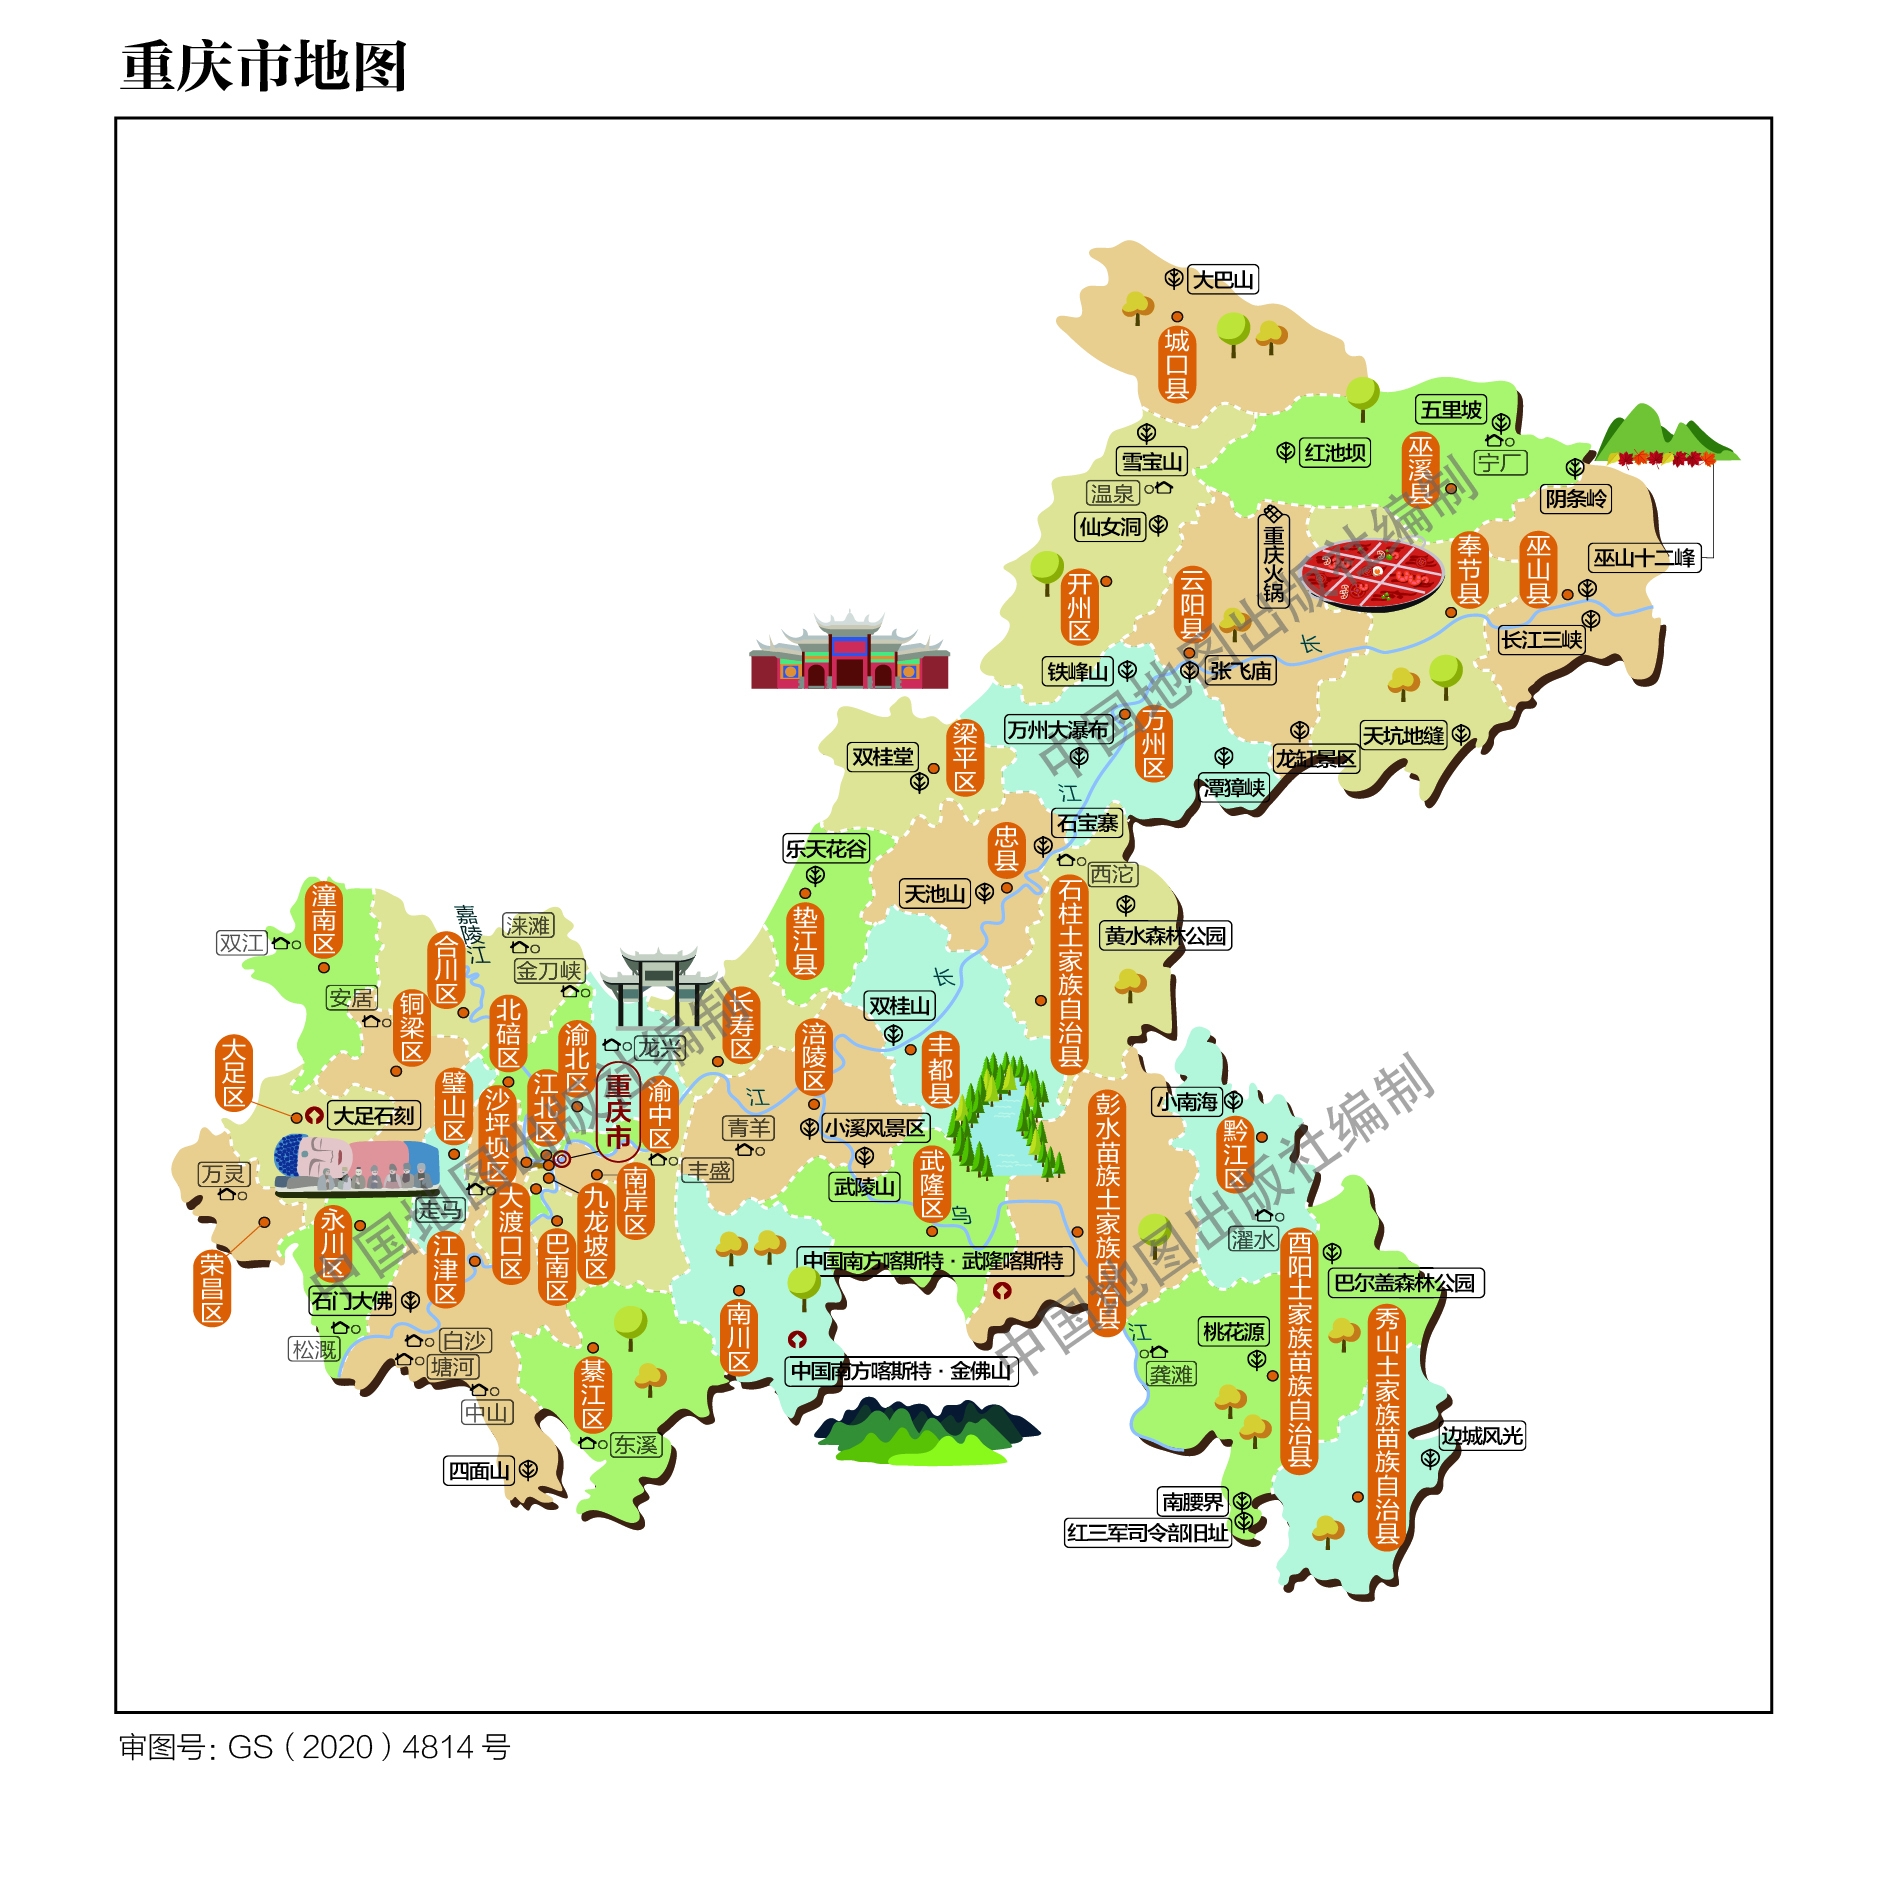 重庆市地图
大巴山
城口县
五里坡
雪宝山
红池坝
巫溪县
宁厂
阴条岭
温泉
仙女洞
重庆火锅
奉节县
巫山县
巫山十二峰
开州区
云阳县
长
长江三峡
铁峰山
张飞庙
万州大瀑布
万州区
梁平区
双桂堂
天坑地缝
龙缸景区
潭獐峡
江
石宝寨
忠县
乐天花谷
西沱
天池山
石柱土家族自治县
黄水森林公园
垫江县
潼南区
嘉陵江
涞滩
双江
合川区
金刀峡
长
安居
铜梁区
北碚区
渝北区
龙兴
长寿区
双桂山
涪陵区
丰都县
大足区
璧山区
沙坪坝区
江北区
重庆市
渝中区
江
彭水苗族土家族自治县
小南海
大足石刻
青羊
小溪风景区
黔江区
万灵
丰盛
武陵山
武隆区
走马
大渡口区
九龙坡区
南岸区
乌
永川区
江津区
巴南区
濯水
酉阳土家族苗族自治县
荣昌区
中国南方喀斯特·武隆喀斯特
巴尔盖森林公园
石门大佛
南川区
秀山土家族苗族自治县
松溉
白沙
塘河
綦江区
江
桃花源
龚滩
中国南方喀斯特·金佛山
中山
东溪
四面山
边城风光
南腰界
红三军司令部旧址
中国地图出版社编制
中国地图出版社编制
中国地图出版社编制
审图号：GS（2020）4814号